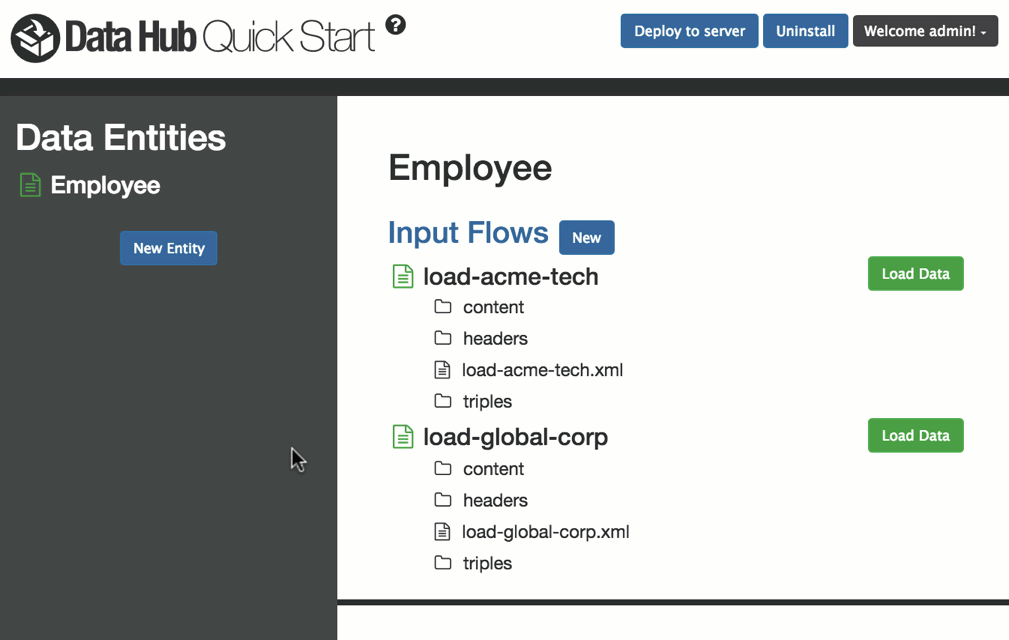 Data Hub Quick Start ?
Deploy to server
Uninstall
Welcome admin!
Data Entities
Employee
New Entity
Employee
Input Flows New
load-acme-tech Load Data
content
headers
load-acme-tech.xml
triples
load-global-corp Load Data
content
headers
load-global-corp.xml
triples